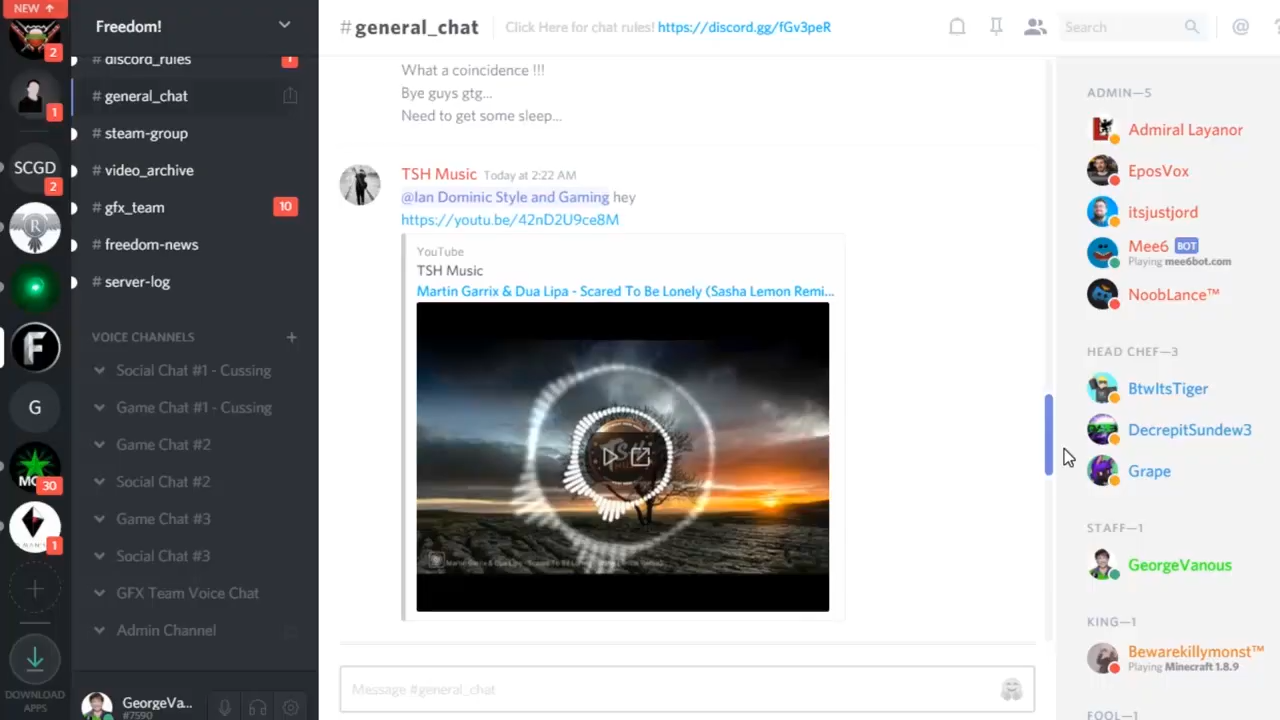 NEW ↑
2
1
SCGD
2
R
F
G
MC
30
1
DOWNLOAD
APPS
Freedom!
# discord_rules
# general_chat
# steam-group
# video_archive
# gfx_team
10
# freedom-news
# server-log
VOICE CHANNELS
Social Chat #1 - Cussing
Game Chat #1 - Cussing
Game Chat #2
Social Chat #2
Game Chat #3
Social Chat #3
GFX Team Voice Chat
Admin Channel
GeorgeVa...
#7590
#general_chat
Click Here for chat rules! https://discord.gg/fGv3peR
Search
@
What a coincidence !!!
Bye guys gtg...
Need to get some sleep...
TSH Music Today at 2:22 AM
@Ian Dominic Style and Gaming hey
https://youtu.be/42nD2U9ce8M
YouTube
TSH Music
Martin Garrix & Dua Lipa - Scared To Be Lonely (Sasha Lemon Remi...
Message #general_chat
ADMIN—5
Admiral Layanor
EposVox
itsjustjord
Mee6 BOT
Playing mee6bot.com
NoobLance™
HEAD CHEF—3
BtwItsTiger
DecrepitSundew3
Grape
STAFF—1
GeorgeVanous
KING—1
Bewarekillymonst™
Playing Minecraft 1.8.9
FOOL—1